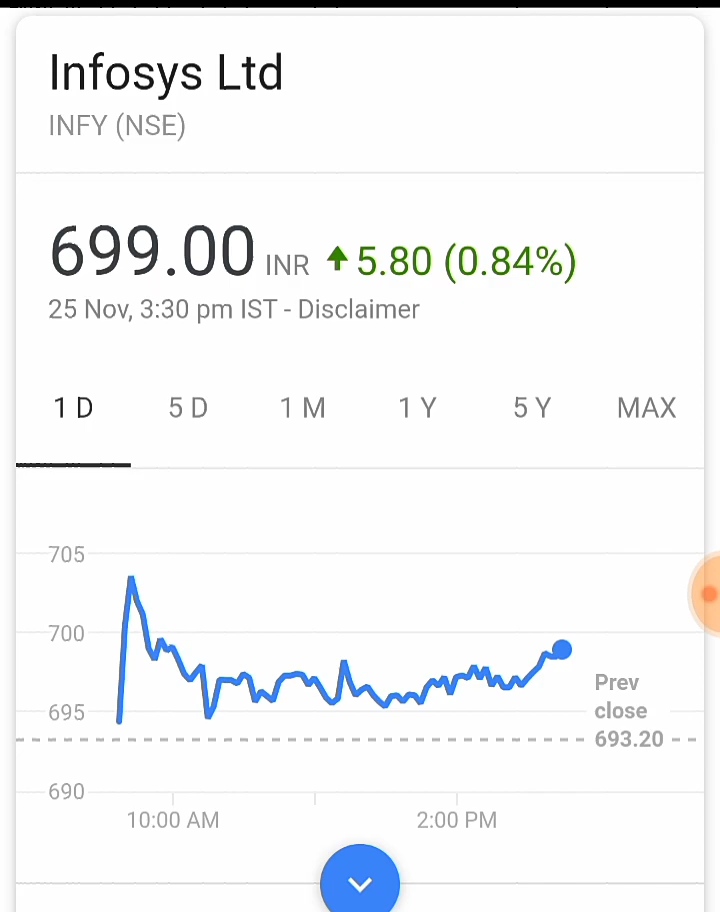 Infosys Ltd
INFY (NSE)
699.00 INR 5.80 (0.84%)
25 Nov, 3:30 pm IST - Disclaimer
1 D 5 D 1 M 1 Y 5 Y MAX
705
700
695
690
Prev
close
693.20
10:00 AM 2:00 PM